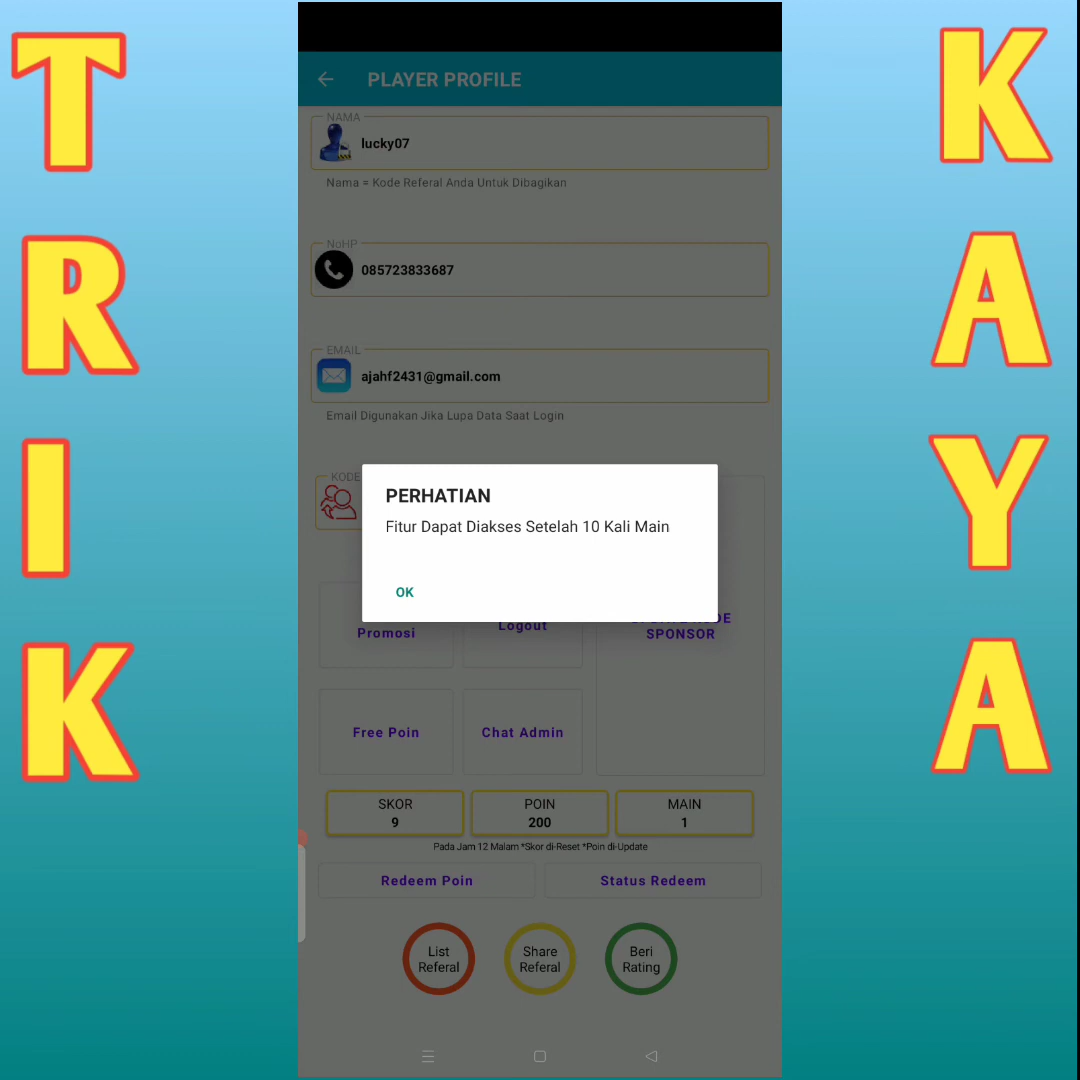 TRIK
KAYA
PLAYER PROFILE
NAMA
lucky07
Nama = Kode Referal Anda Untuk Dibagikan
NoHP
085723833687
EMAIL
ajahf2431@gmail.com
Email Digunakan Jika Lupa Data Saat Login
KODE
PERHATIAN
Fitur Dapat Diakses Setelah 10 Kali Main
OK
Promosi
Logout
SPONSOR
Free Poin
Chat Admin
SKOR
9
POIN
200
MAIN
1
Pada Jam 12 Malam *Skor di-Reset *Poin di-Update
Redeem Poin
Status Redeem
List
Referal
Share
Referal
Beri
Rating